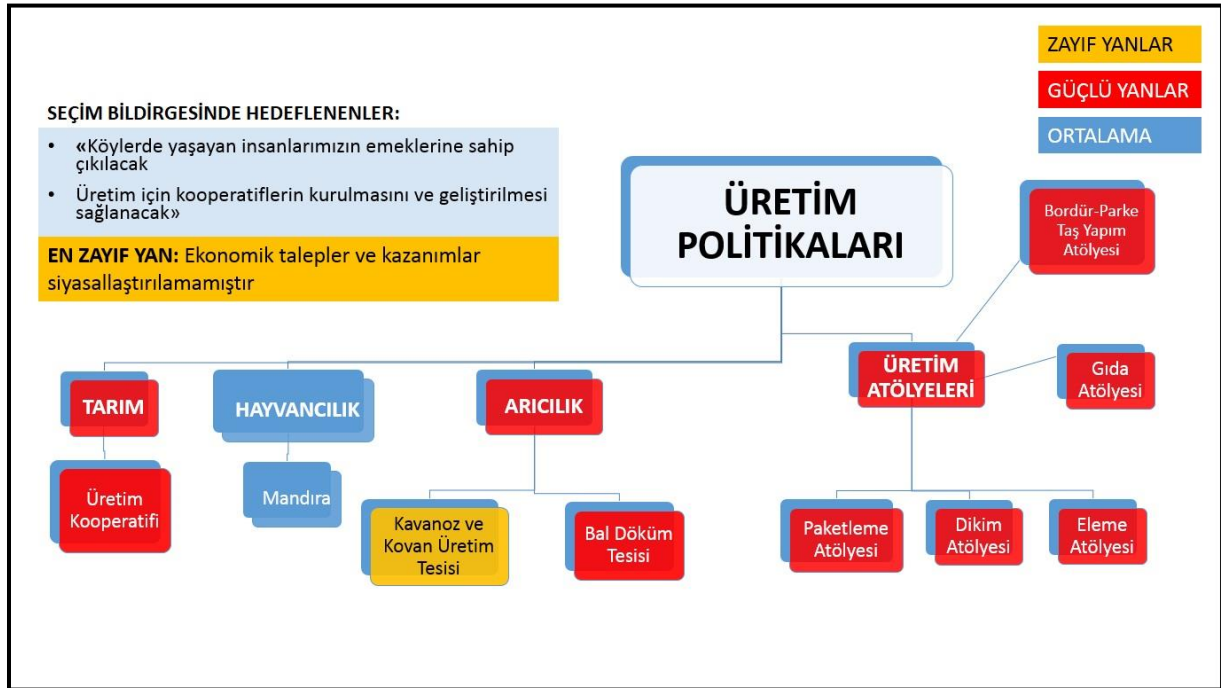 ZAYIF YANLAR
GÜÇLÜ YANLAR
ORTALAMA
SEÇİM BİLDİRGESİNDE HEDEFLENENLER:
• «Köylerde yaşayan insanlarımızın emeklerine sahip
çıkılacak
• Üretim için kooperatiflerin kurulmasını ve geliştirilmesi
sağlanacak»
EN ZAYIF YAN: Ekonomik talepler ve kazanımlar
siyasallaştırılamamıştır
ÜRETİM
POLİTİKALARI
Bordür-Parke
Taş Yapım
Atölyesi
TARIM
HAYVANCILIK
ARICILIK
ÜRETİM
ATÖLYELERİ
Gıda
Atölyesi
Üretim
Kooperatifi
Mandıra
Kavanoz ve
Kovan Üretim
Tesisi
Bal Döküm
Tesisi
Paketleme
Atölyesi
Dikim
Atölyesi
Eleme
Atölyesi